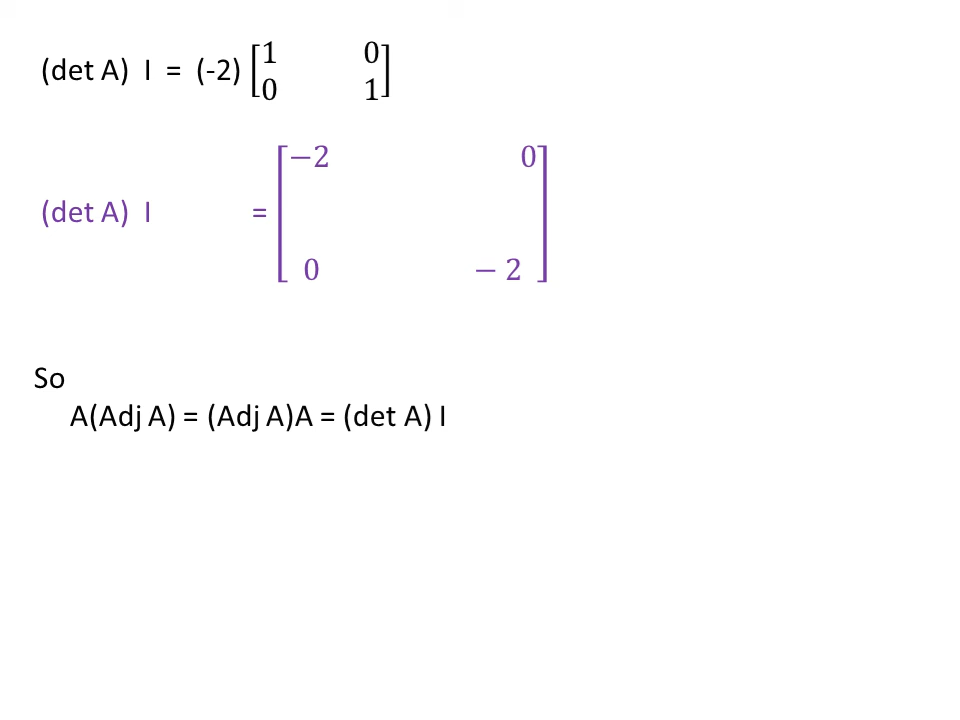 (det A) I = (-2) [1 0
0 1]
(det A) I = [−2 0
0 − 2]
So
A(Adj A) = (Adj A)A = (det A) I